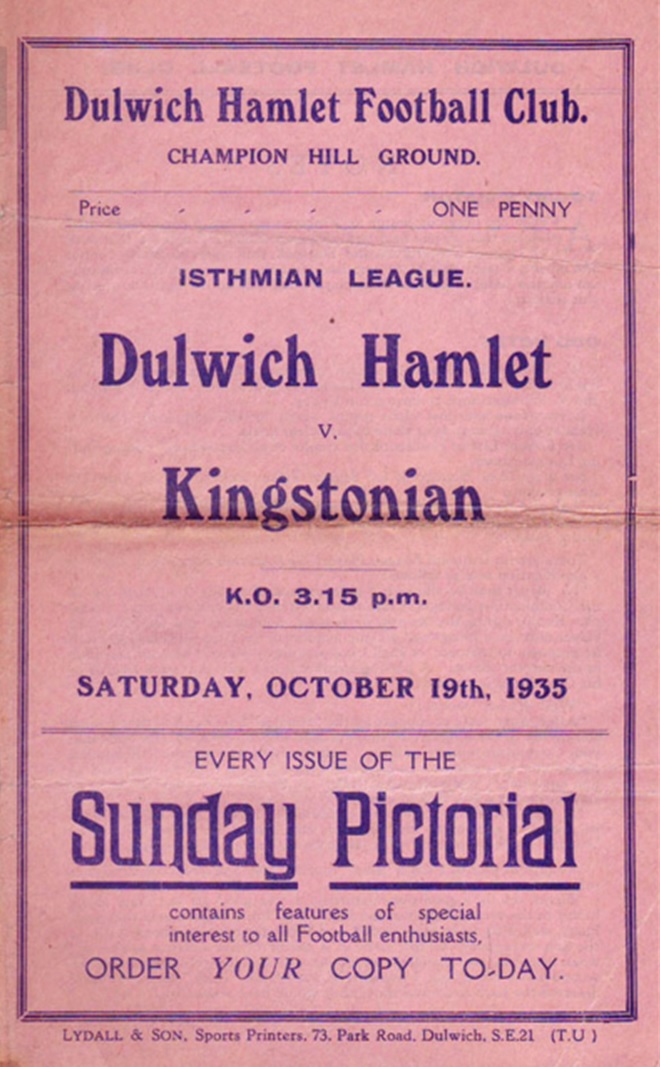 Dulwich Hamlet Football Club.
CHAMPION HILL GROUND.
Price - - - - ONE PENNY
ISTHMIAN LEAGUE.
Dulwich Hamlet
v.
Kingstonian
K.O. 3.15 p.m.
SATURDAY, OCTOBER 19th, 1935
EVERY ISSUE OF THE
Sunday Pictorial
contains features of special
interest to all Football enthusiasts,
ORDER YOUR COPY TO-DAY.
LYDALL & SON, Sports Printers, 73, Park Road, Dulwich, S.E.21 (T.U.)